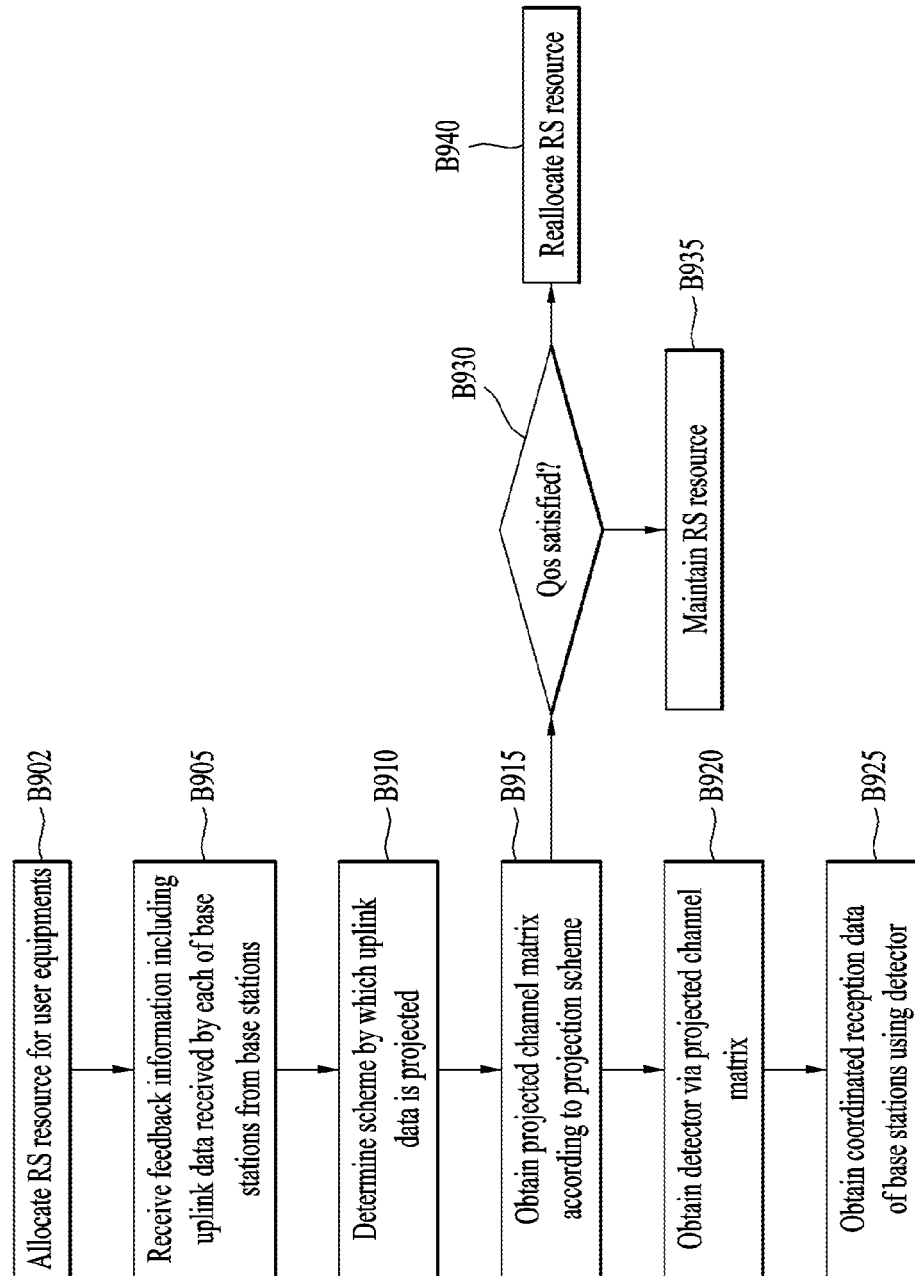 Allocate RS resource for user equipments
B902
Receive feedback information including
uplink data received by each of base
stations from base stations
B905
Determine scheme by which uplink
data is projected
B910
Obtain projected channel matrix
according to projection scheme
B915
Obtain detector via projected channel
matrix
B920
Obtain coordinated reception data
of base stations using detector
B925
Qos satisfied?
B930
Maintain RS resource
B935
Reallocate RS resource
B940